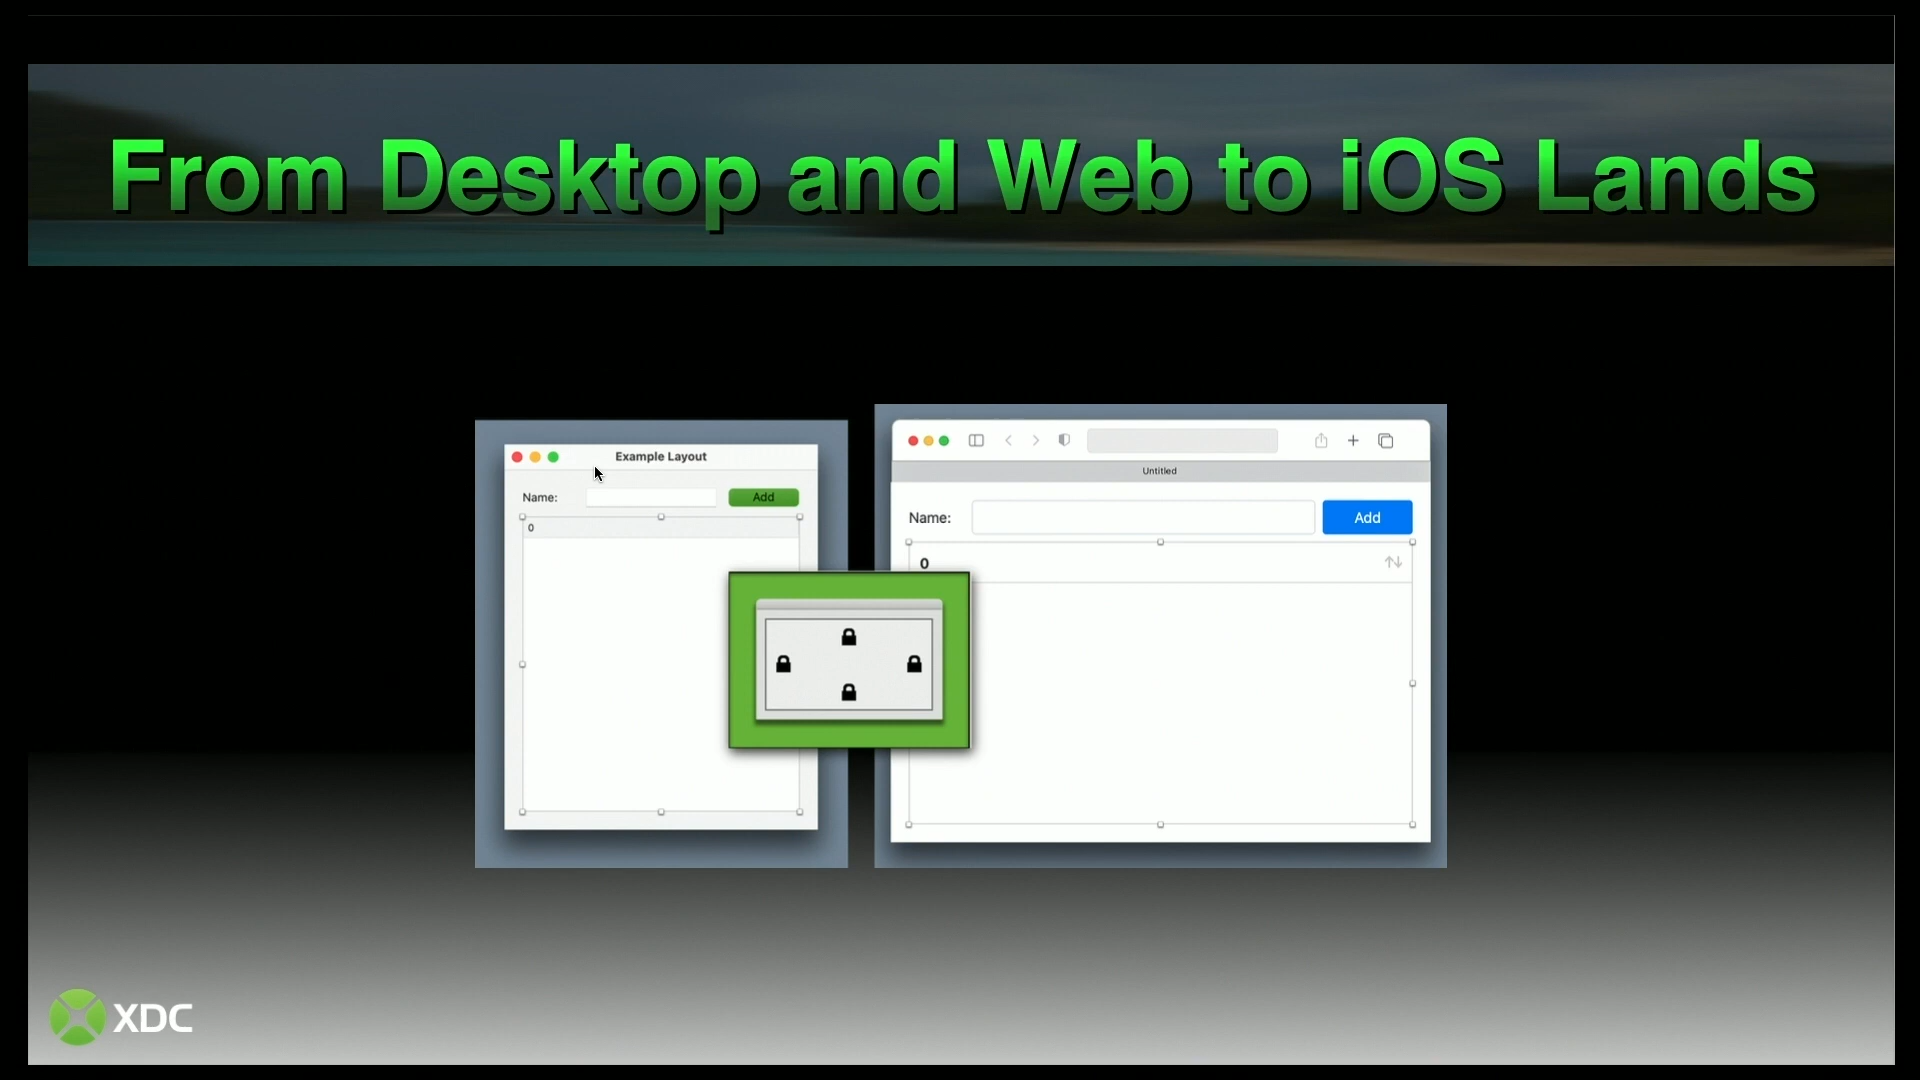 From Desktop and Web to iOS Lands
Example Layout
Name:
Add
0
Untitled
Name:
Add
0
XDC